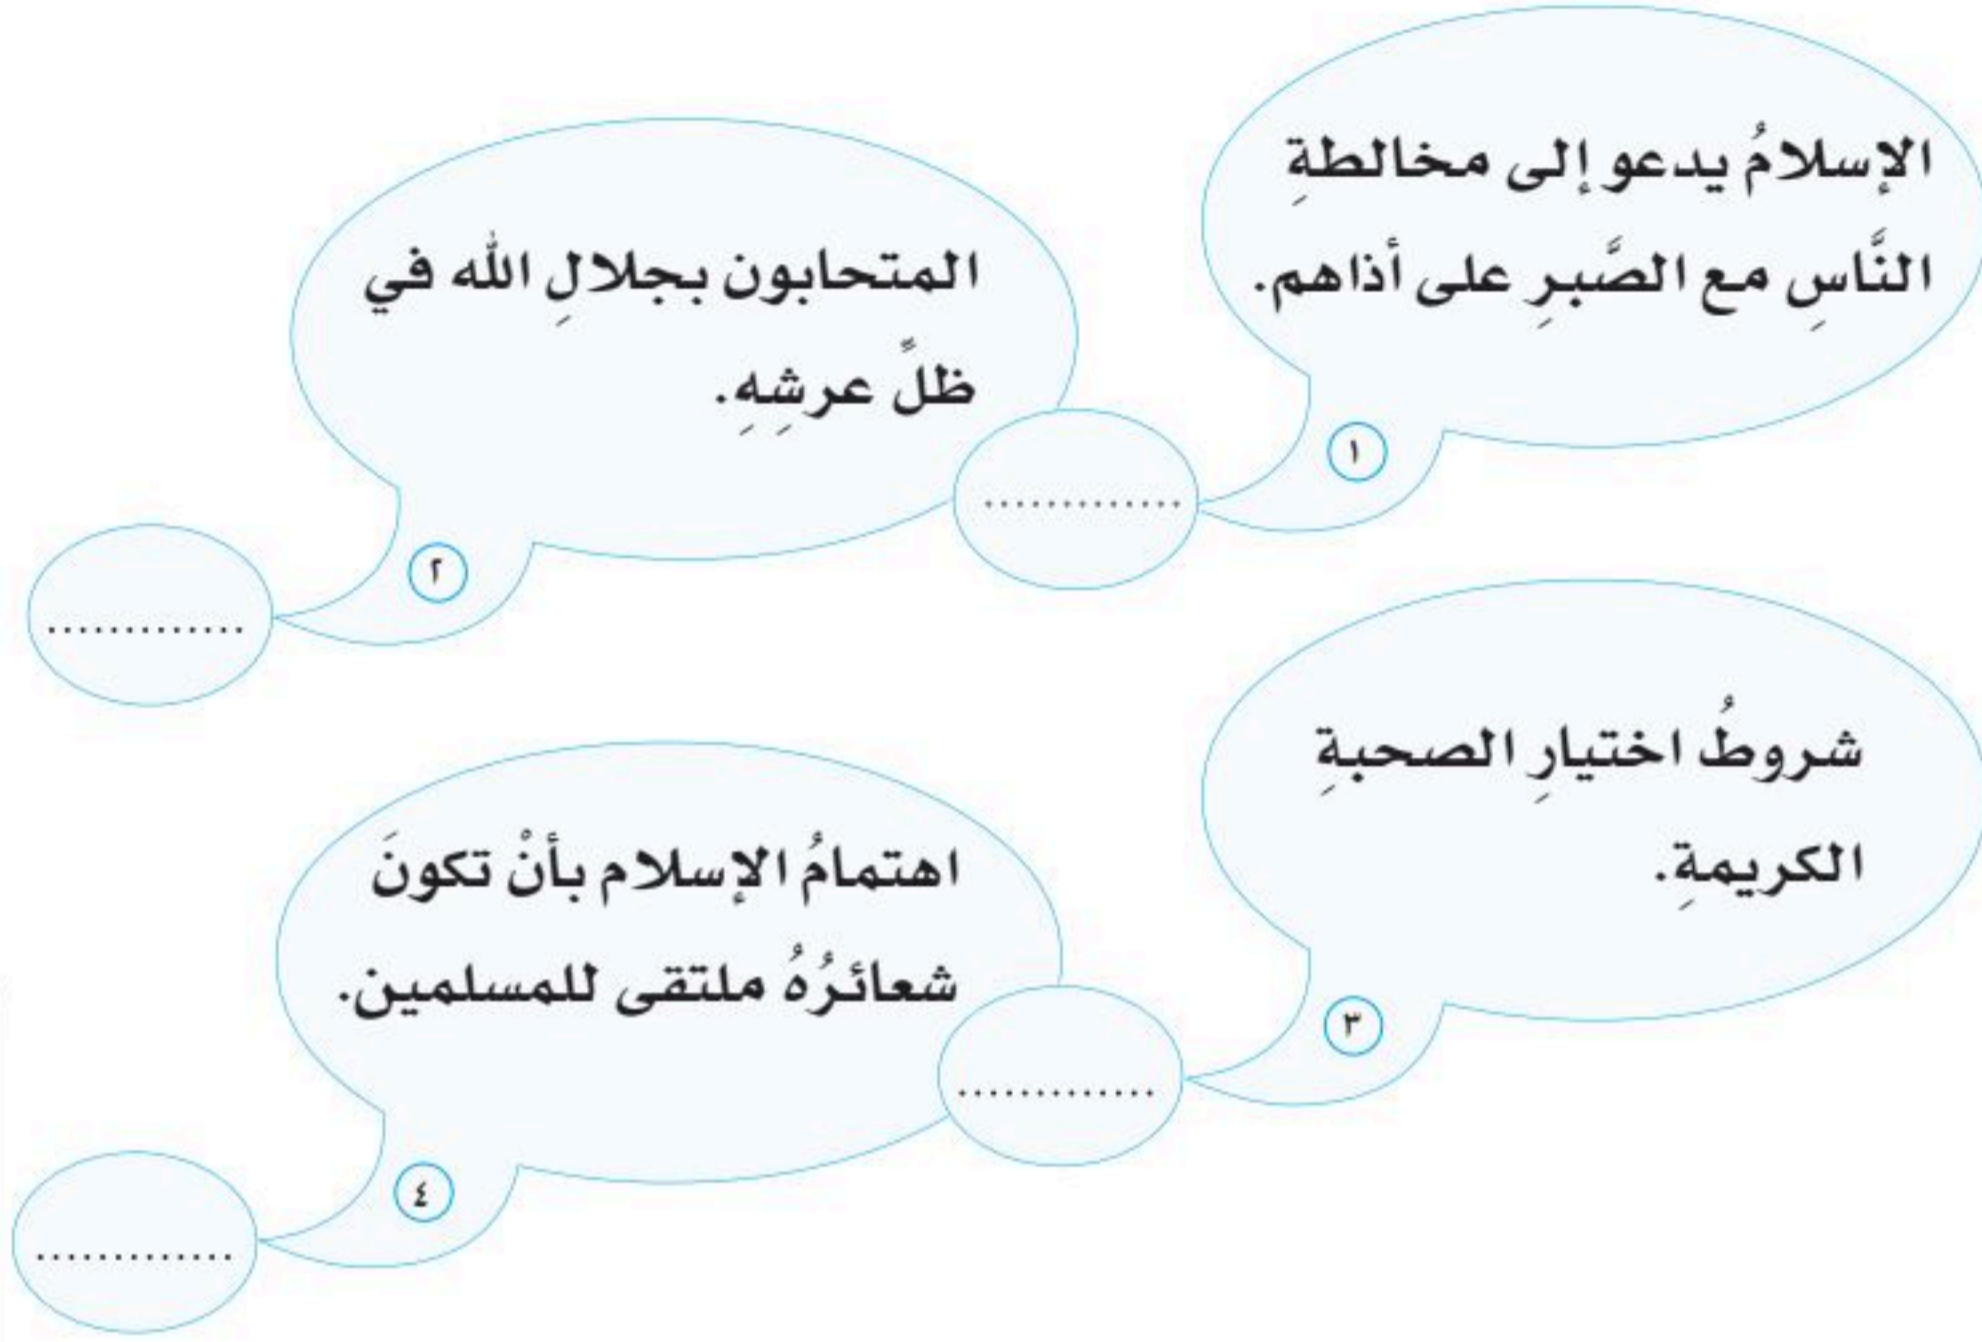 الإسلامُ يدعو إلى مخالطةِ
النَّاسِ مع الصَّبرِ على أذاهم.
١
.............
المتحابون بجلالِ الله في
ظلِّ عرشِهِ.
٢
.............
شروطُ اختيارِ الصحبةِ
الكريمةِ.
٣
.............
اهتمامُ الإسلام بأنْ تكونَ
شعائرُهُ ملتقى للمسلمين.
٤
.............